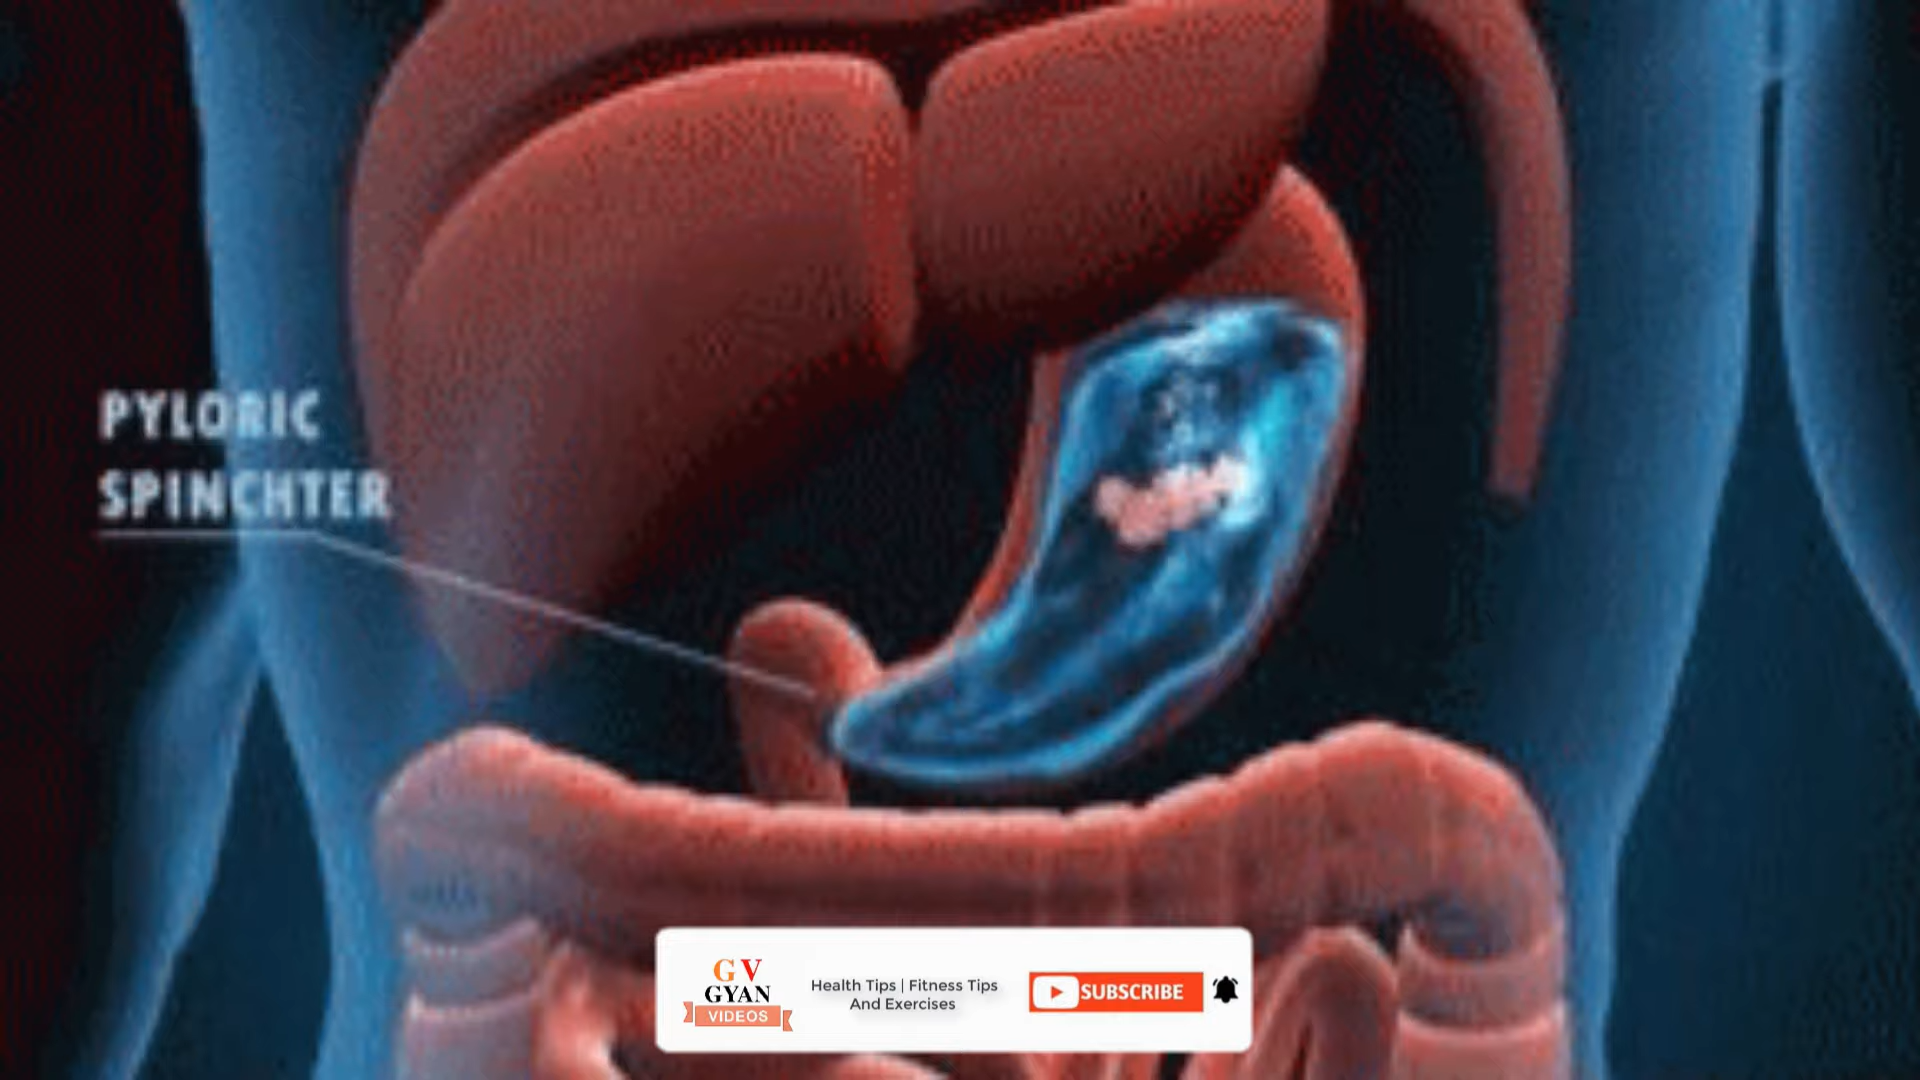 PYLORIC
SPINCHTER
G V
GYAN
VIDEOS
Health Tips | Fitness Tips
And Exercises
SUBSCRIBE